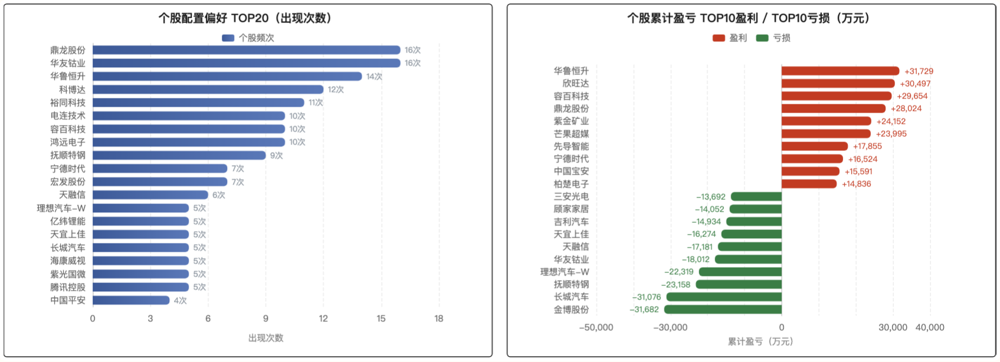 个股配置偏好 TOP20（出现次数）
个股频次
鼎龙股份 16次
华友钴业 16次
华鲁恒升 14次
科博达 12次
裕同科技 11次
电连技术 10次
容百科技 10次
鸿远电子 10次
抚顺特钢 9次
宁德时代 7次
宏发股份 7次
天融信 6次
理想汽车-W 5次
亿纬锂能 5次
天宜上佳 5次
长城汽车 5次
海康威视 5次
紫光国微 5次
腾讯控股 5次
中国平安 4次
0 3 6 9 12 15 18
出现次数
个股累计盈亏 TOP10盈利 / TOP10亏损（万元）
盈利 亏损
华鲁恒升 +31,729
欣旺达 +30,497
容百科技 +29,654
鼎龙股份 +28,024
紫金矿业 +24,152
芒果超媒 +23,995
先导智能 +17,855
宁德时代 +16,524
中国宝安 +15,591
柏楚电子 +14,836
三安光电 -13,692
顾家家居 -14,052
吉利汽车 -14,934
天宜上佳 -16,274
天融信 -17,181
华友钴业 -18,012
理想汽车-W -22,319
抚顺特钢 -23,158
长城汽车 -31,076
金博股份 -31,682
-50,000 -30,000 0 30,000 40,000
累计盈亏（万元）